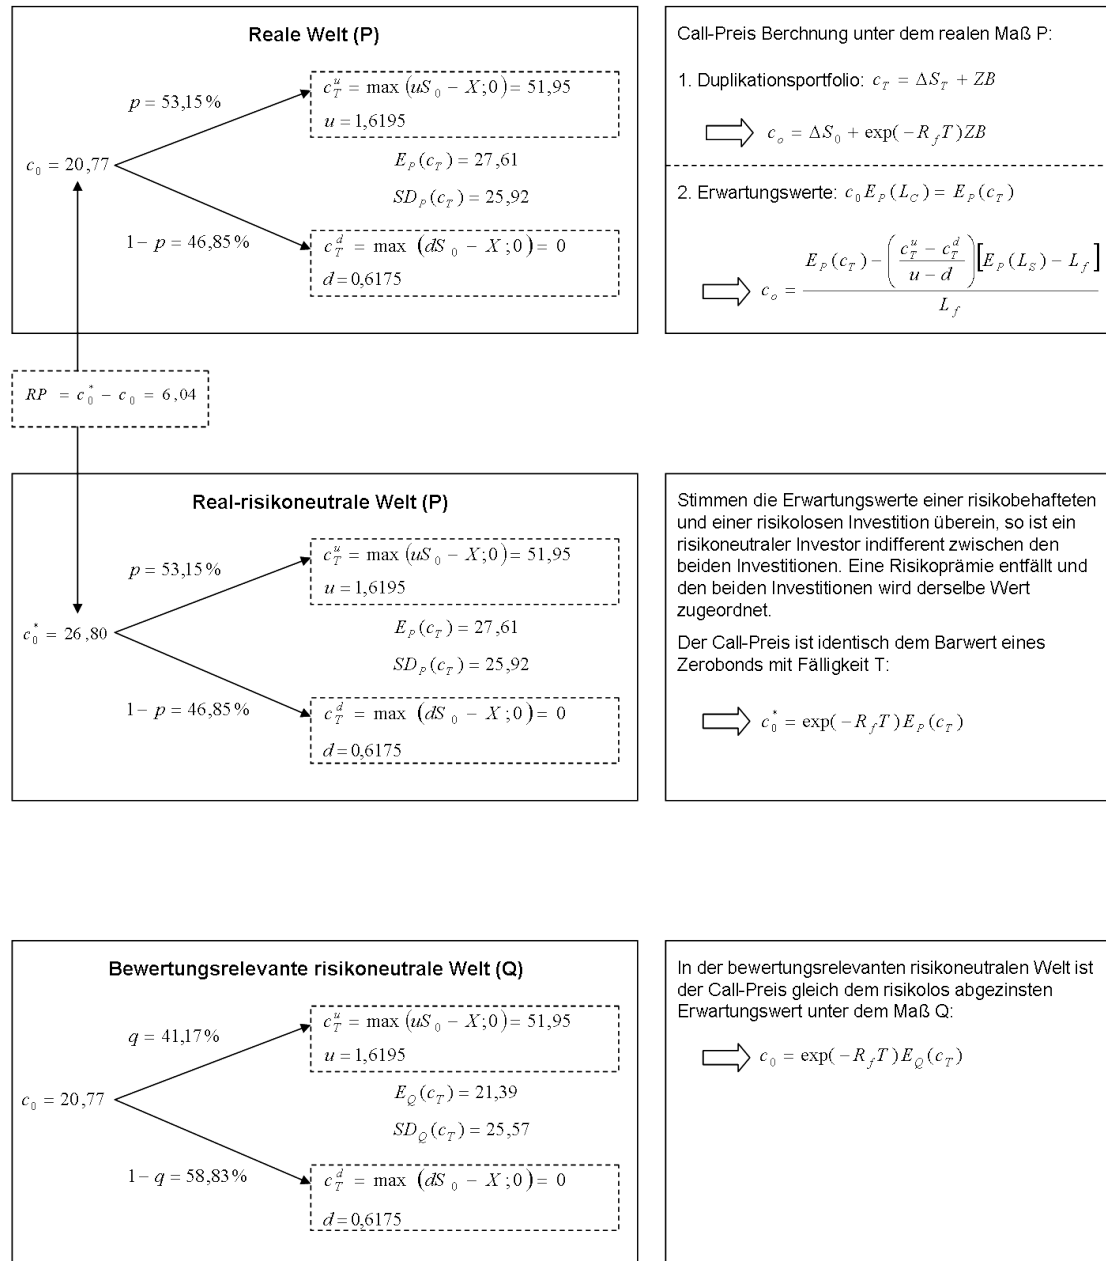 Reale Welt (P)
p = 53,15%
c_T^u = max (uS_0 − X;0) = 51,95
u = 1,6195
c_0 = 20,77
E_P(c_T) = 27,61
SD_P(c_T) = 25,92
1− p = 46,85%
c_T^d = max (dS_0 − X;0) = 0
d = 0,6175
Call-Preis Berchnung unter dem realen Maß P:
1. Duplikationsportfolio: c_T = ΔS_T + ZB
⇒ c_o = ΔS_0 + exp(−R_f T)ZB
2. Erwartungswerte: c_0 E_P(L_C) = E_P(c_T)
⇒ c_o = (E_P(c_T) − ((c_T^u − c_T^d)/(u − d)) [E_P(L_S) − L_f]) / L_f
RP = c_0^* − c_0 = 6,04
Real-risikoneutrale Welt (P)
p = 53,15%
c_T^u = max (uS_0 − X;0) = 51,95
u = 1,6195
c_0^* = 26,80
E_P(c_T) = 27,61
SD_P(c_T) = 25,92
1− p = 46,85%
c_T^d = max (dS_0 − X;0) = 0
d = 0,6175
Stimmen die Erwartungswerte einer risikobehafteten
und einer risikolosen Investition überein, so ist ein
risikoneutraler Investor indifferent zwischen den
beiden Investitionen. Eine Risikoprämie entfällt und
den beiden Investitionen wird derselbe Wert
zugeordnet.
Der Call-Preis ist identisch dem Barwert eines
Zerobonds mit Fälligkeit T:
⇒ c_0^* = exp(−R_f T)E_P(c_T)
Bewertungsrelevante risikoneutrale Welt (Q)
q = 41,17%
c_T^u = max (uS_0 − X;0) = 51,95
u = 1,6195
c_0 = 20,77
E_Q(c_T) = 21,39
SD_Q(c_T) = 25,57
1− q = 58,83%
c_T^d = max (dS_0 − X;0) = 0
d = 0,6175
In der bewertungsrelevanten risikoneutralen Welt ist
der Call-Preis gleich dem risikolos abgezinsten
Erwartungswert unter dem Maß Q:
⇒ c_0 = exp(−R_f T)E_Q(c_T)